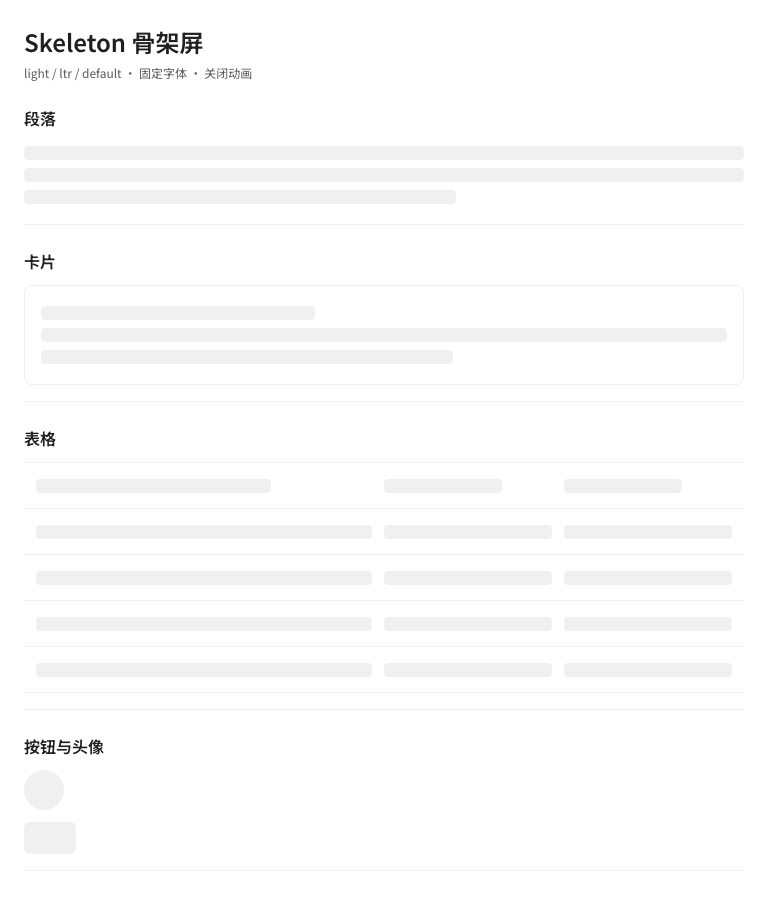 Skeleton 骨架屏
light / ltr / default ・ 固定字体 ・ 关闭动画
段落
卡片
表格
按钮与头像